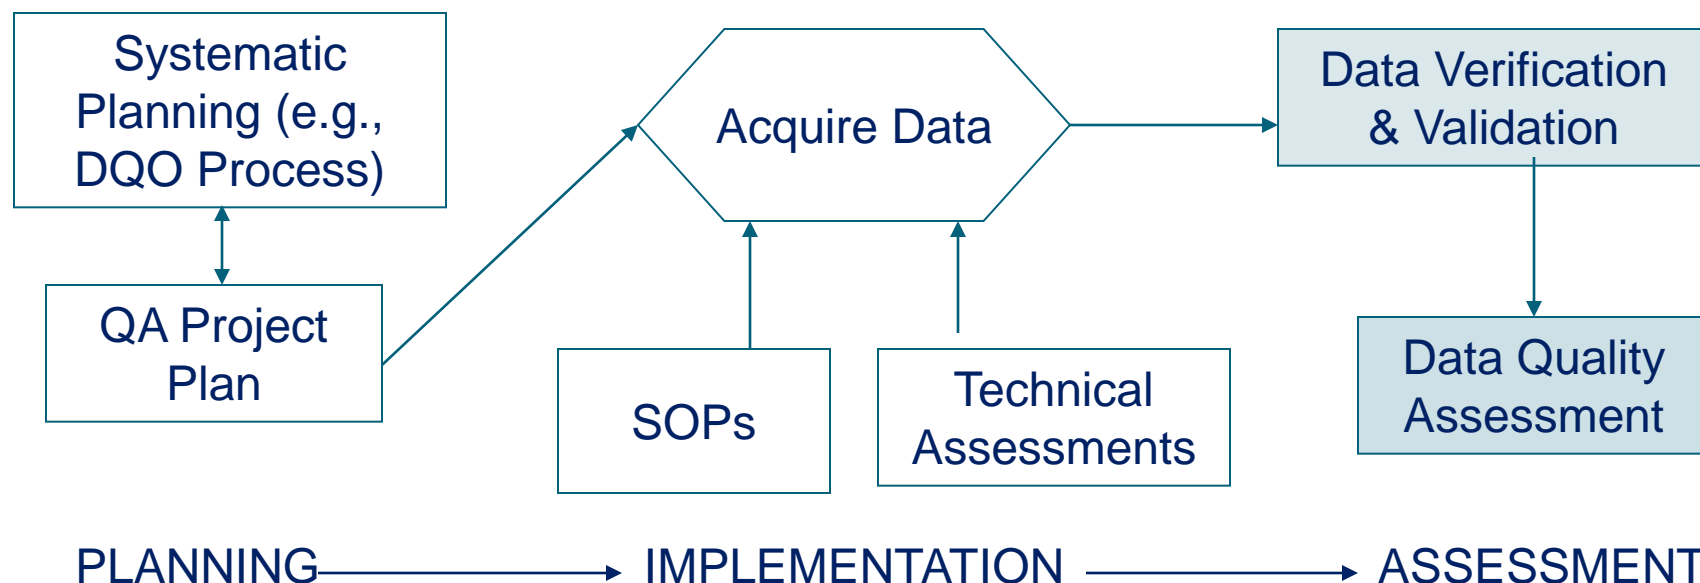 Systematic
Planning (e.g.,
DQO Process)
QA Project
Plan
Acquire Data
SOPs
Technical
Assessments
Data Verification
& Validation
Data Quality
Assessment
PLANNING
IMPLEMENTATION
ASSESSMENT